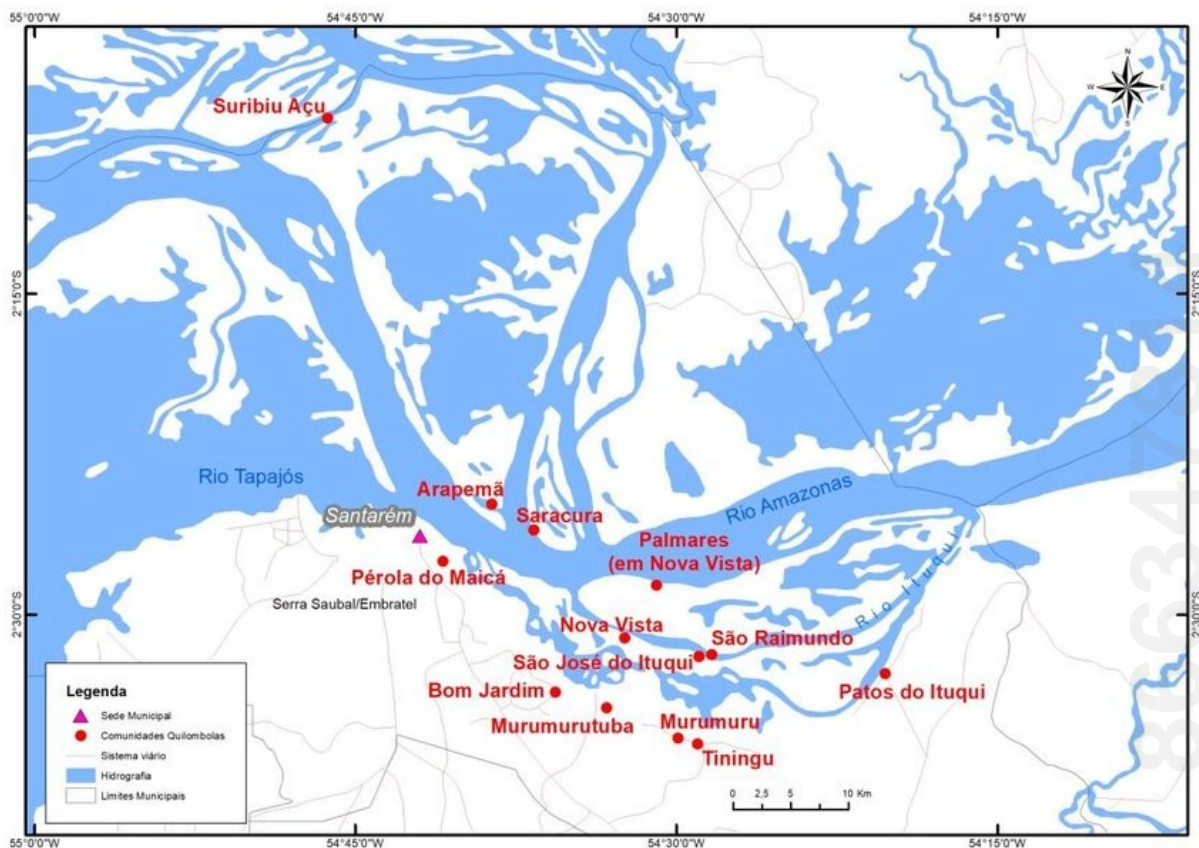 55°0'0"W
54°45'0"W
54°30'0"W
54°15'0"W
N
W
E
S
Suribiu Açu
2°15'0"S
2°15'0"S
Rio Tapajós
Arapemã
Santarém
Saracura
Rio Amazonas
Palmares
(em Nova Vista)
Pérola do Maicá
Serra Saubal/Embratel
Rio Ituqui
2°30'0"S
2°30'0"S
Nova Vista
São Raimundo
São José do Ituqui
Bom Jardim
Patos do Ituqui
Murumurutuba
Murumuru
Tiningu
Legenda
Sede Municipal
Comunidades Quilombolas
Sistema viário
Hidrografia
Limites Municipais
0 2,5 5 10 Km
55°0'0"W
54°45'0"W
54°30'0"W
54°15'0"W